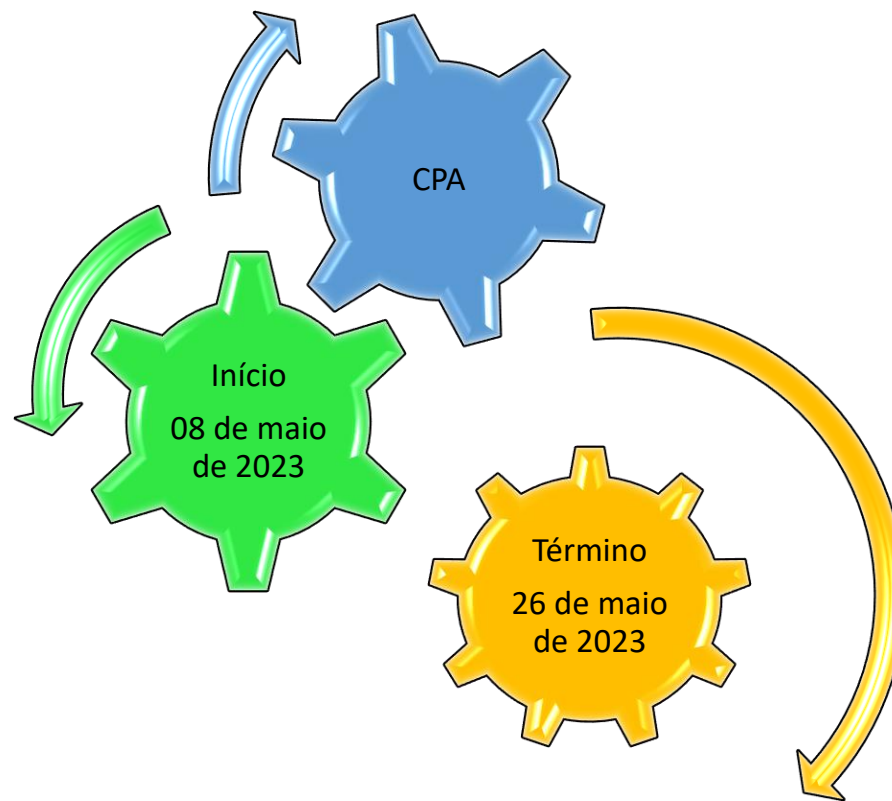 CPA
Início
08 de maio
de 2023
Término
26 de maio
de 2023